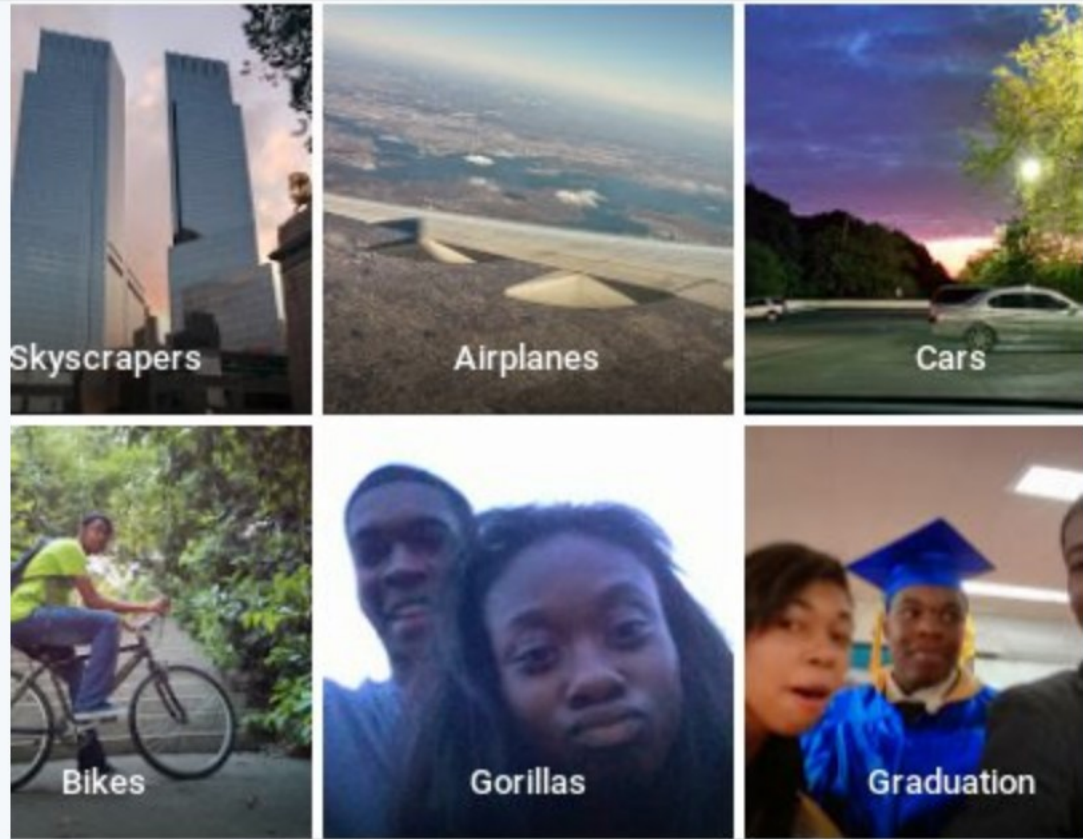 Skyscrapers
Airplanes
Cars
Bikes
Gorillas
Graduation